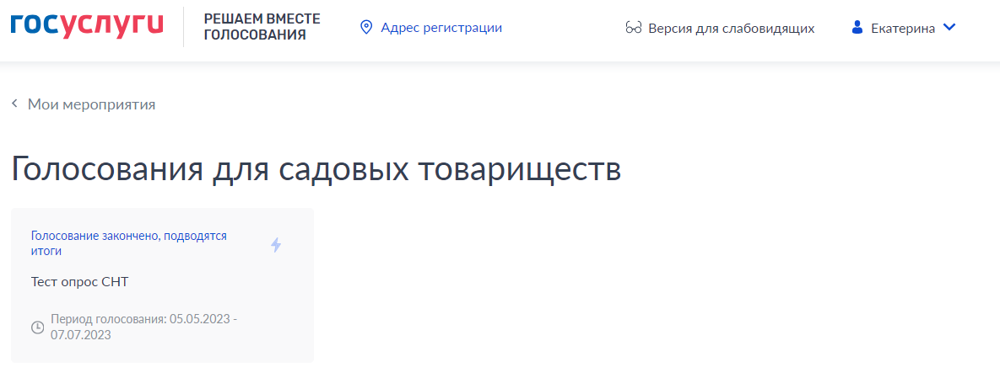 госуслуги
РЕШАЕМ ВМЕСТЕ
ГОЛОСОВАНИЯ
Адрес регистрации
Версия для слабовидящих
Екатерина
Мои мероприятия
Голосования для садовых товариществ
Голосование закончено, подводятся
итоги
Тест опрос СНТ
Период голосования: 05.05.2023 -
07.07.2023